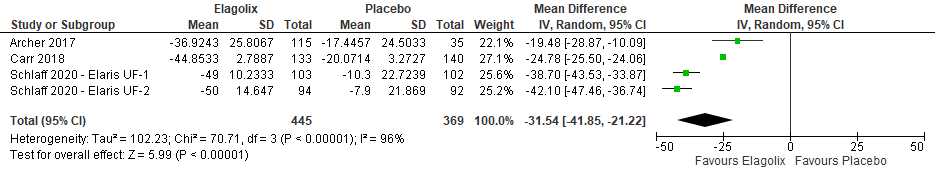 Elagolix Placebo Mean Difference Mean Difference
Study or Subgroup Mean SD Total Mean SD Total Weight IV, Random, 95% CI IV, Random, 95% CI
Archer 2017 -36.9243 25.8067 115 -17.4457 24.5033 35 22.1% -19.48 [-28.87, -10.09]
Carr 2018 -44.8533 2.7887 133 -20.0714 3.2727 140 27.1% -24.78 [-25.50, -24.06]
Schlaff 2020 - Elaris UF-1 -49 10.2333 103 -10.3 22.7239 102 25.6% -38.70 [-43.53, -33.87]
Schlaff 2020 - Elaris UF-2 -50 14.647 94 -7.9 21.869 92 25.2% -42.10 [-47.46, -36.74]
Total (95% CI) 445 369 100.0% -31.54 [-41.85, -21.22]
Heterogeneity: Tau² = 102.23; Chi² = 70.71, df = 3 (P < 0.00001); I² = 96%
Test for overall effect: Z = 5.99 (P < 0.00001)
-50 -25 0 25 50
Favours Elagolix Favours Placebo